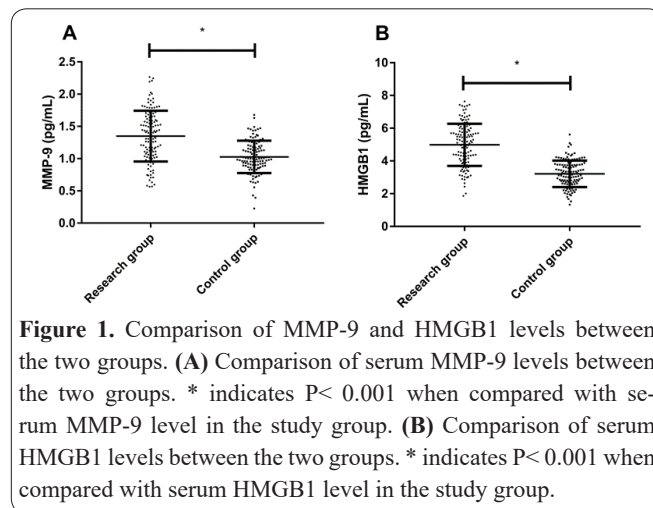 A
*
2.5
2.0
1.5
1.0
0.5
0.0
MMP-9 (pg/mL)
Research group
Control group
B
*
10
8
6
4
2
0
HMGB1 (pg/mL)
Research group
Control group
Figure 1. Comparison of MMP-9 and HMGB1 levels between
the two groups. (A) Comparison of serum MMP-9 levels between
the two groups. * indicates P< 0.001 when compared with se-
rum MMP-9 level in the study group. (B) Comparison of serum
HMGB1 levels between the two groups. * indicates P< 0.001 when
compared with serum HMGB1 level in the study group.